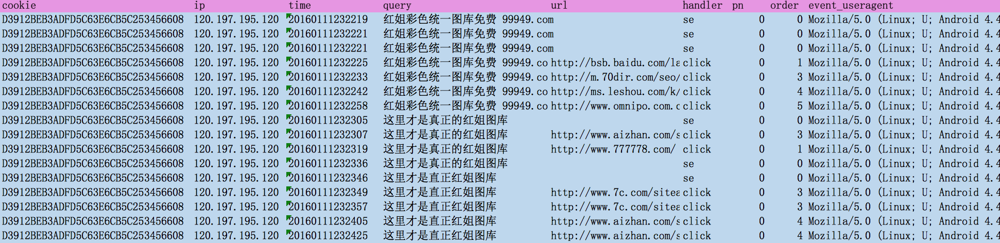 cookie ip time query url handler pn order event_useragent
D3912BEB3ADFD5C63E6CB5C253456608 120.197.195.120 20160111232219 红姐彩色统一图库免费 99949.com se 0 0 Mozilla/5.0 (Linux; U; Android 4.4
D3912BEB3ADFD5C63E6CB5C253456608 120.197.195.120 20160111232221 红姐彩色统一图库免费 99949.com se 0 0 Mozilla/5.0 (Linux; U; Android 4.4
D3912BEB3ADFD5C63E6CB5C253456608 120.197.195.120 20160111232221 红姐彩色统一图库免费 99949.com se 0 0 Mozilla/5.0 (Linux; U; Android 4.4
D3912BEB3ADFD5C63E6CB5C253456608 120.197.195.120 20160111232225 红姐彩色统一图库免费 99949.co http://bsb.baidu.com/la click 0 1 Mozilla/5.0 (Linux; U; Android 4.4
D3912BEB3ADFD5C63E6CB5C253456608 120.197.195.120 20160111232233 红姐彩色统一图库免费 99949.co http://m.70dir.com/seo/ click 0 3 Mozilla/5.0 (Linux; U; Android 4.4
D3912BEB3ADFD5C63E6CB5C253456608 120.197.195.120 20160111232242 红姐彩色统一图库免费 99949.co http://ms.leshou.com/k/ click 0 4 Mozilla/5.0 (Linux; U; Android 4.4
D3912BEB3ADFD5C63E6CB5C253456608 120.197.195.120 20160111232258 红姐彩色统一图库免费 99949.co http://www.omnipo.com.c click 0 5 Mozilla/5.0 (Linux; U; Android 4.4
D3912BEB3ADFD5C63E6CB5C253456608 120.197.195.120 20160111232305 这里才是真正的红姐图库 se 0 0 Mozilla/5.0 (Linux; U; Android 4.4
D3912BEB3ADFD5C63E6CB5C253456608 120.197.195.120 20160111232307 这里才是真正的红姐图库 http://www.aizhan.com/s click 0 3 Mozilla/5.0 (Linux; U; Android 4.4
D3912BEB3ADFD5C63E6CB5C253456608 120.197.195.120 20160111232319 这里才是真正的红姐图库 http://www.777778.com/ click 0 1 Mozilla/5.0 (Linux; U; Android 4.4
D3912BEB3ADFD5C63E6CB5C253456608 120.197.195.120 20160111232336 这里才是真正的红姐图库 se 0 0 Mozilla/5.0 (Linux; U; Android 4.4
D3912BEB3ADFD5C63E6CB5C253456608 120.197.195.120 20160111232346 这里才是直正红姐图库 se 0 0 Mozilla/5.0 (Linux; U; Android 4.4
D3912BEB3ADFD5C63E6CB5C253456608 120.197.195.120 20160111232349 这里才是直正红姐图库 http://www.7c.com/sitea click 0 3 Mozilla/5.0 (Linux; U; Android 4.4
D3912BEB3ADFD5C63E6CB5C253456608 120.197.195.120 20160111232357 这里才是直正红姐图库 http://www.7c.com/sitea click 0 3 Mozilla/5.0 (Linux; U; Android 4.4
D3912BEB3ADFD5C63E6CB5C253456608 120.197.195.120 20160111232405 这里才是直正红姐图库 http://www.aizhan.com/s click 0 4 Mozilla/5.0 (Linux; U; Android 4.4
D3912BEB3ADFD5C63E6CB5C253456608 120.197.195.120 20160111232425 这里才是直正红姐图库 http://www.aizhan.com/s click 0 4 Mozilla/5.0 (Linux; U; Android 4.4